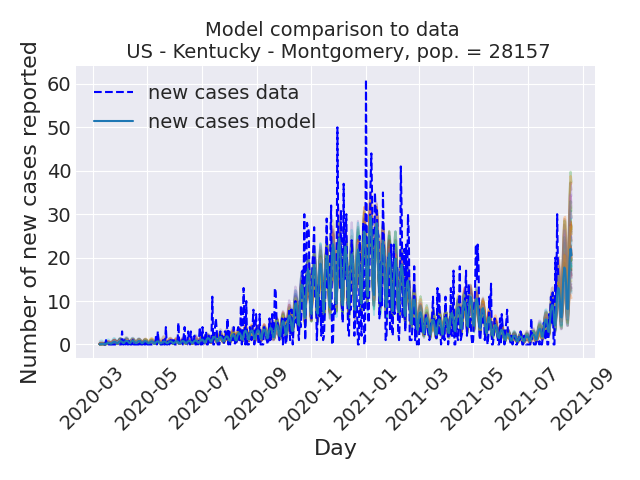 Model comparison to data
US - Kentucky - Montgomery, pop. = 28157
Number of new cases reported
60
50
40
30
20
10
0
new cases data
new cases model
2020-03
2020-05
2020-07
2020-09
2020-11
2021-01
2021-03
2021-05
2021-07
2021-09
Day